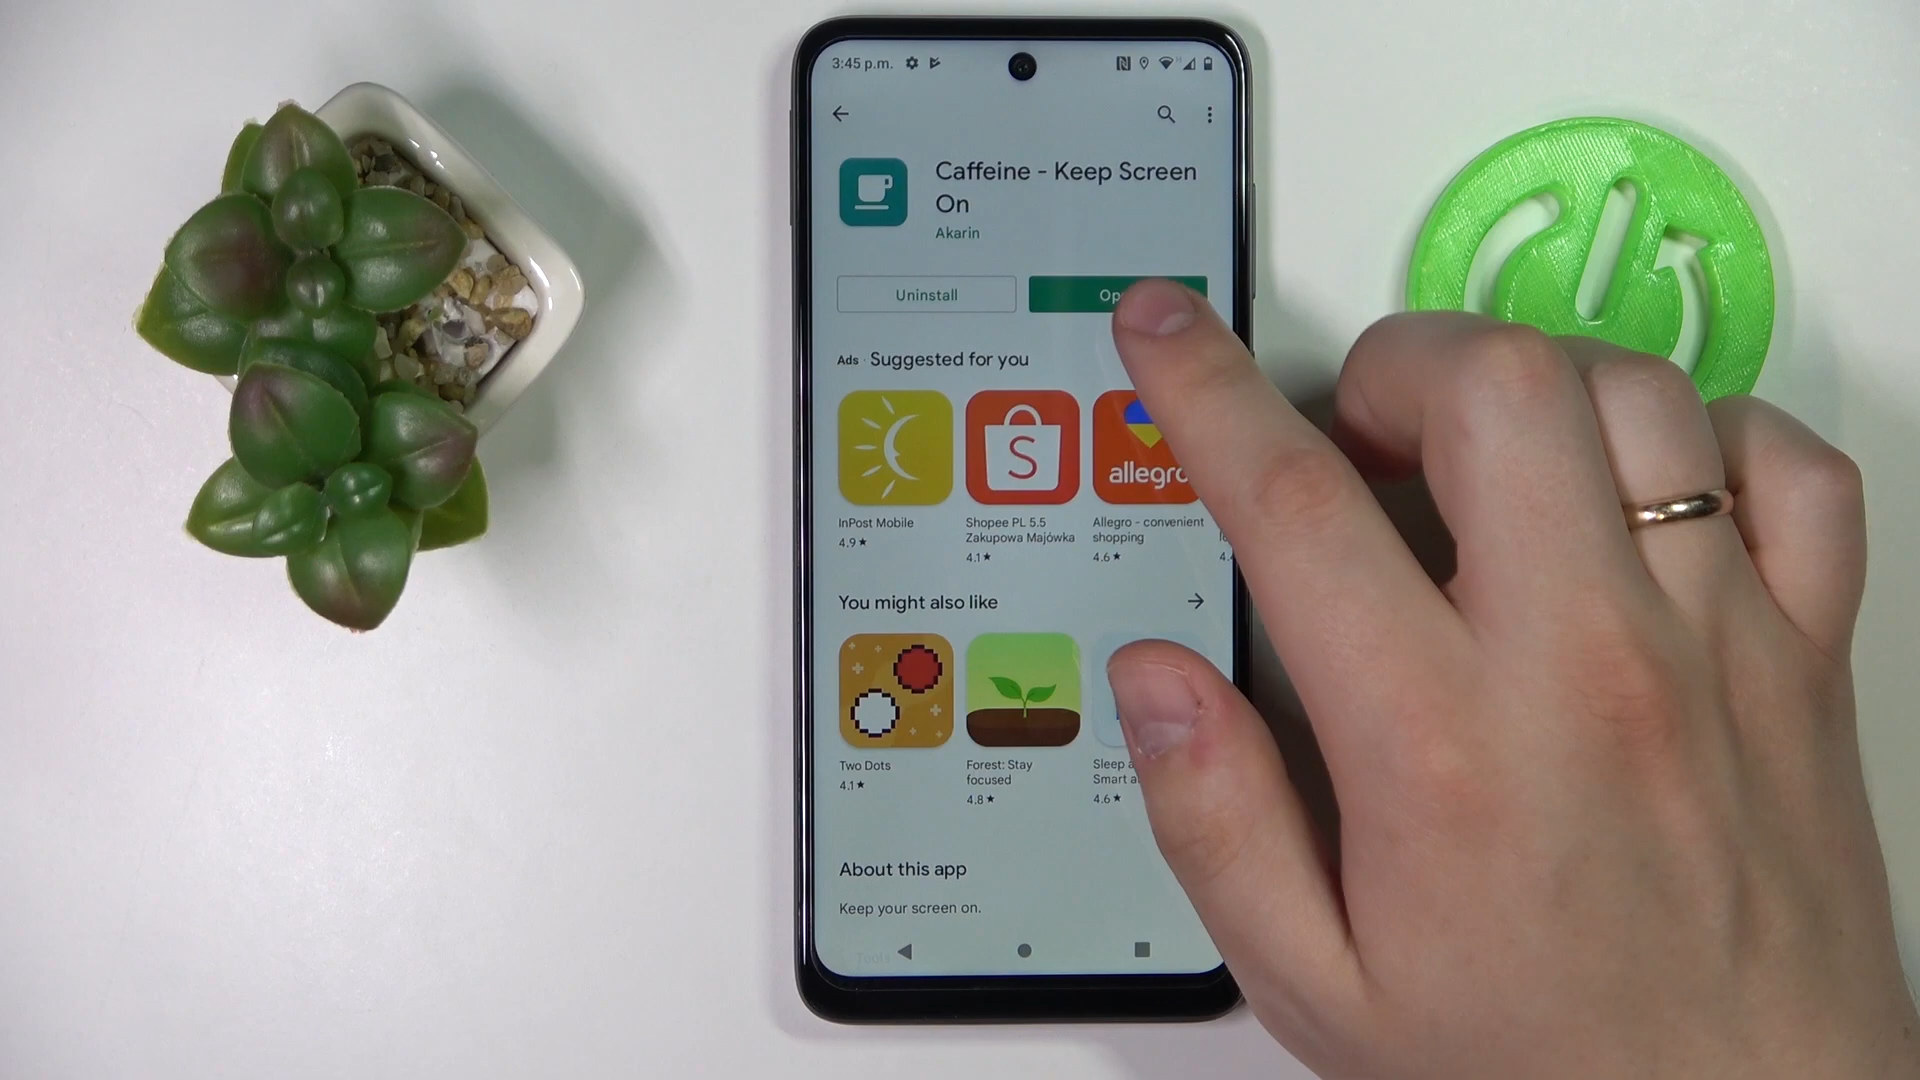 3:45 p.m.
Caffeine - Keep Screen
On
Akarin
Uninstall
Ads · Suggested for you
S
allegro
InPost Mobile
4.9★
Shopee PL 5.5
Zakupowa Majówka
4.1★
Allegro - convenient
shopping
4.6★
You might also like
Two Dots
4.1★
Forest: Stay
focused
4.8★
Sleep
Smart
4.6★
About this app
Keep your screen on.
Tools